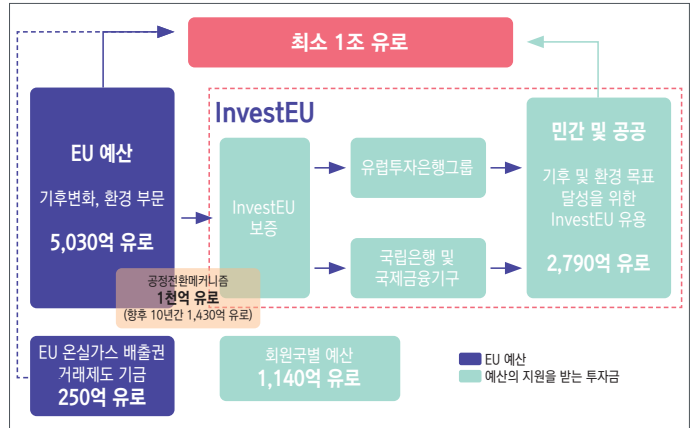 최소 1조 유로
EU 예산
기후변화, 환경 부문
5,030억 유로
InvestEU
InvestEU
보증
유럽투자은행그룹
국립은행 및
국제금융기구
민간 및 공공
기후 및 환경 목표
달성을 위한
InvestEU 유용
2,790억 유로
공정전환메커니즘
1천억 유로
(향후 10년간 1,430억 유로)
EU 온실가스 배출권
거래제도 기금
250억 유로
회원국별 예산
1,140억 유로
EU 예산
예산의 지원을 받는 투자금